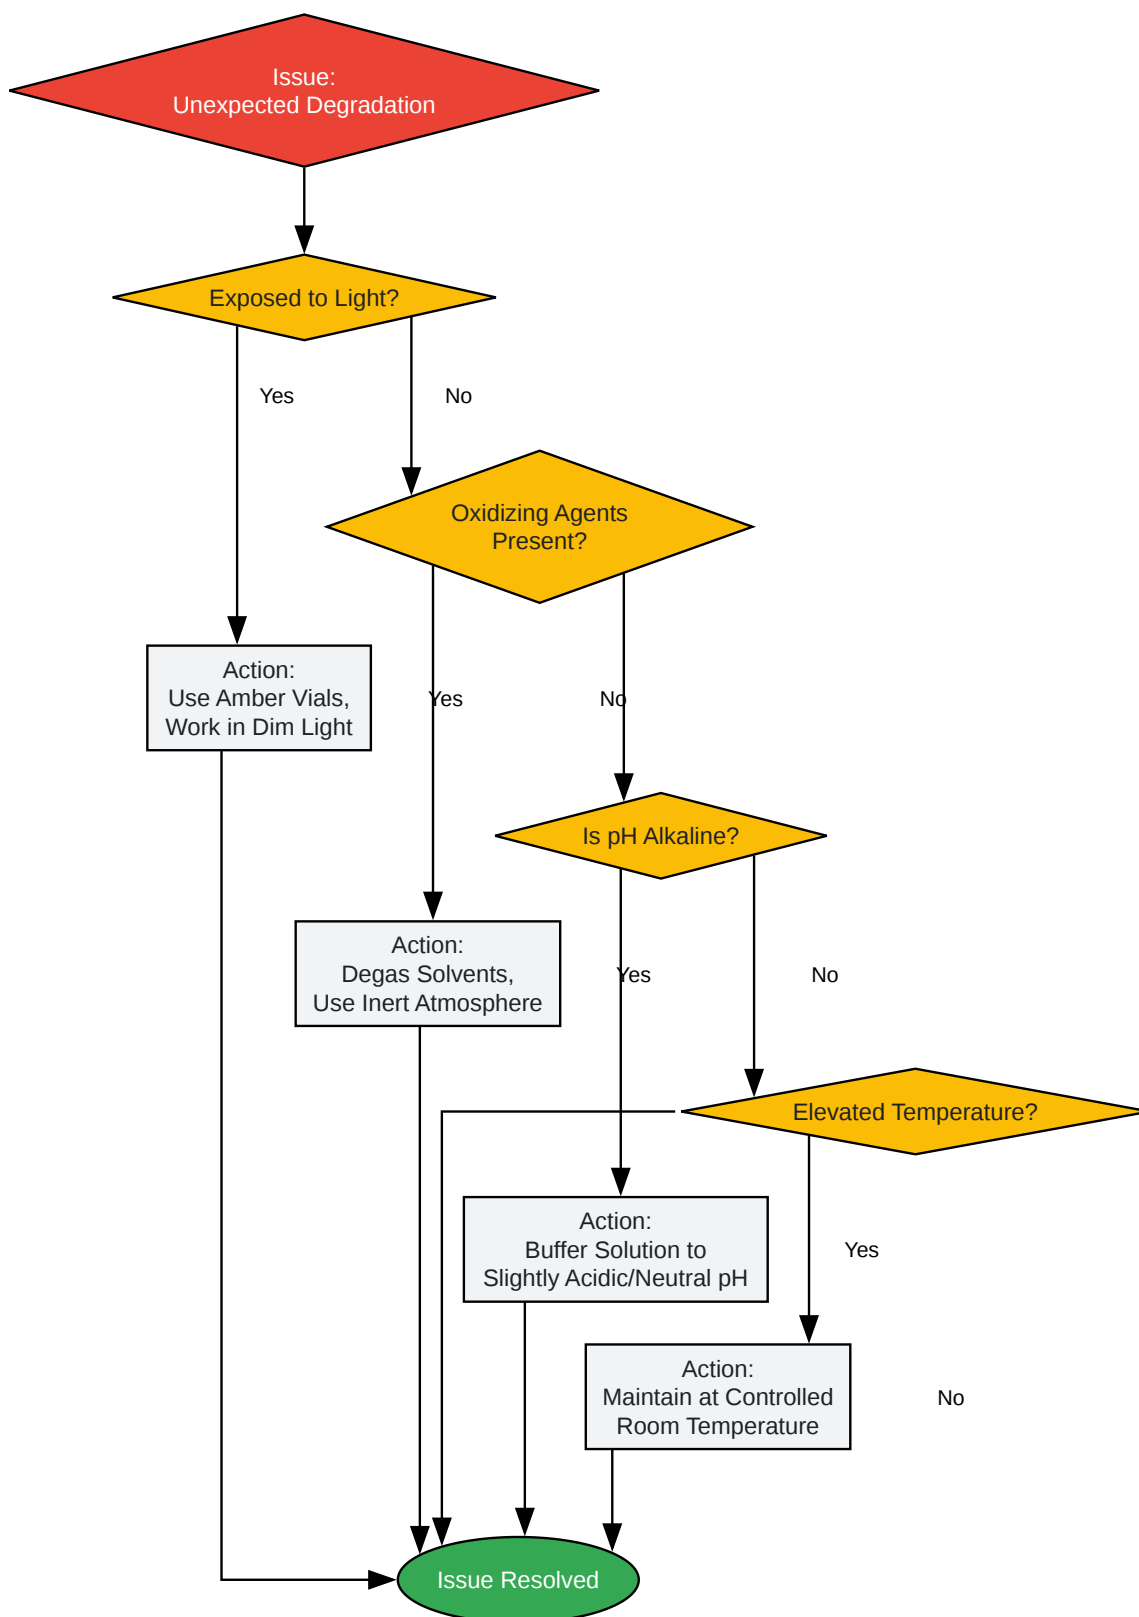 Issue:
Unexpected Degradation
Exposed to Light?
Yes
No
Oxidizing Agents
Present?
Action:
Use Amber Vials,
Work in Dim Light
Yes
No
Is pH Alkaline?
Action:
Degas Solvents,
Use Inert Atmosphere
Yes
No
Elevated Temperature?
Action:
Buffer Solution to
Slightly Acidic/Neutral pH
Yes
Action:
Maintain at Controlled
Room Temperature
No
Issue Resolved